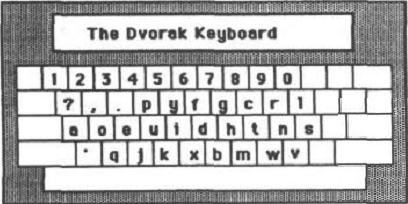 The Dvorak Keyboard
1 2 3 4 5 6 7 8 9 0
? , . p y f g c r l
a o e u i d h t n s
' q j k x b m w v